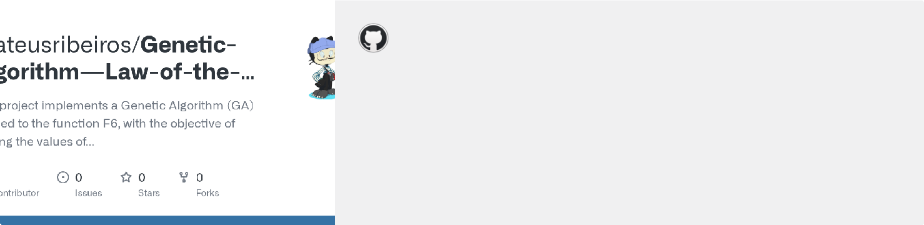 ateusribeiros/Genetic-
gorithm—Law-of-the-...
project implements a Genetic Algorithm (GA)
ed to the function F6, with the objective of
ng the values of...
0 0 0
ontributor Issues Stars Forks